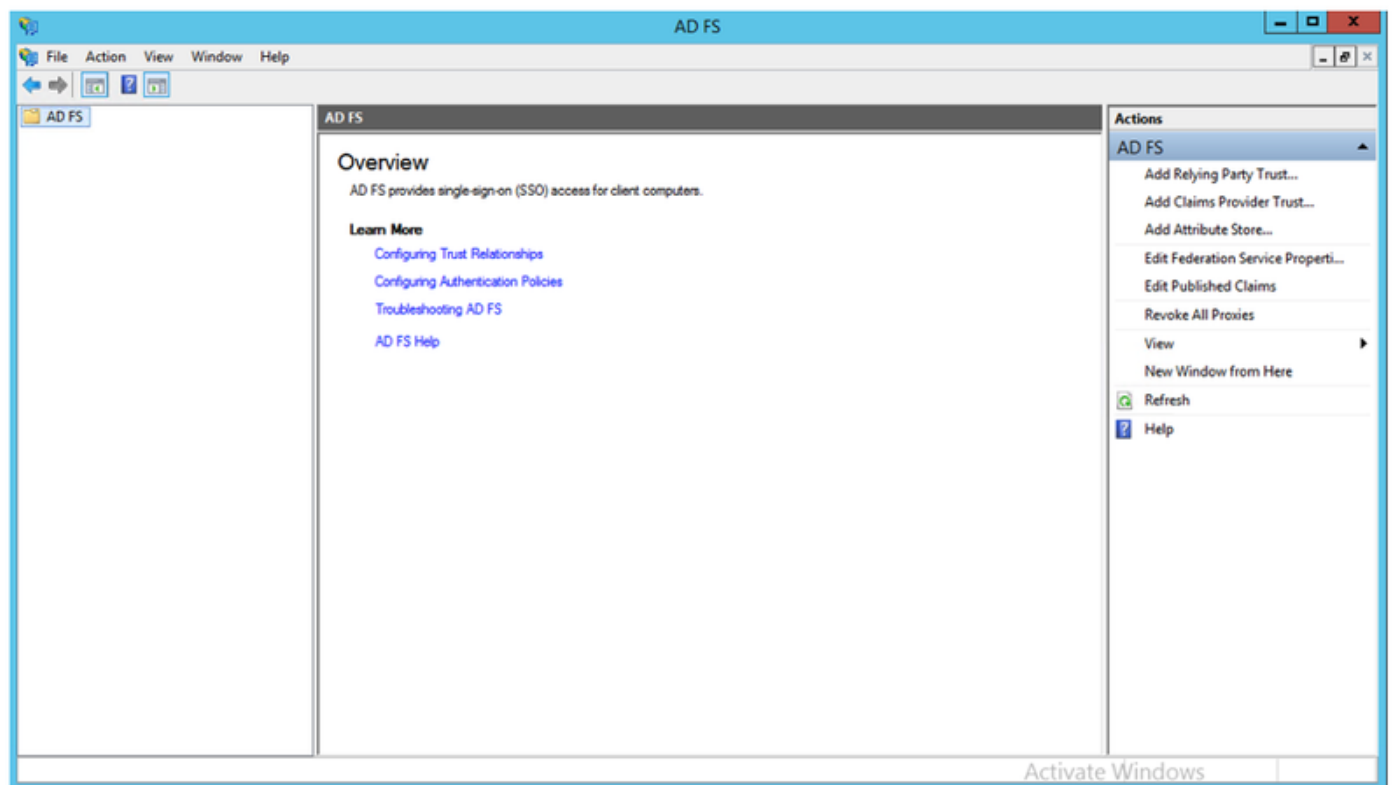 AD FS
File Action View Window Help
AD FS
AD FS
Overview
AD FS provides single-sign-on (SSO) access for client computers.
Learn More
Configuring Trust Relationships
Configuring Authentication Policies
Troubleshooting AD FS
AD FS Help
Actions
AD FS
Add Relying Party Trust...
Add Claims Provider Trust...
Add Attribute Store...
Edit Federation Service Properti...
Edit Published Claims
Revoke All Proxies
View
New Window from Here
Refresh
Help
Activate Windows